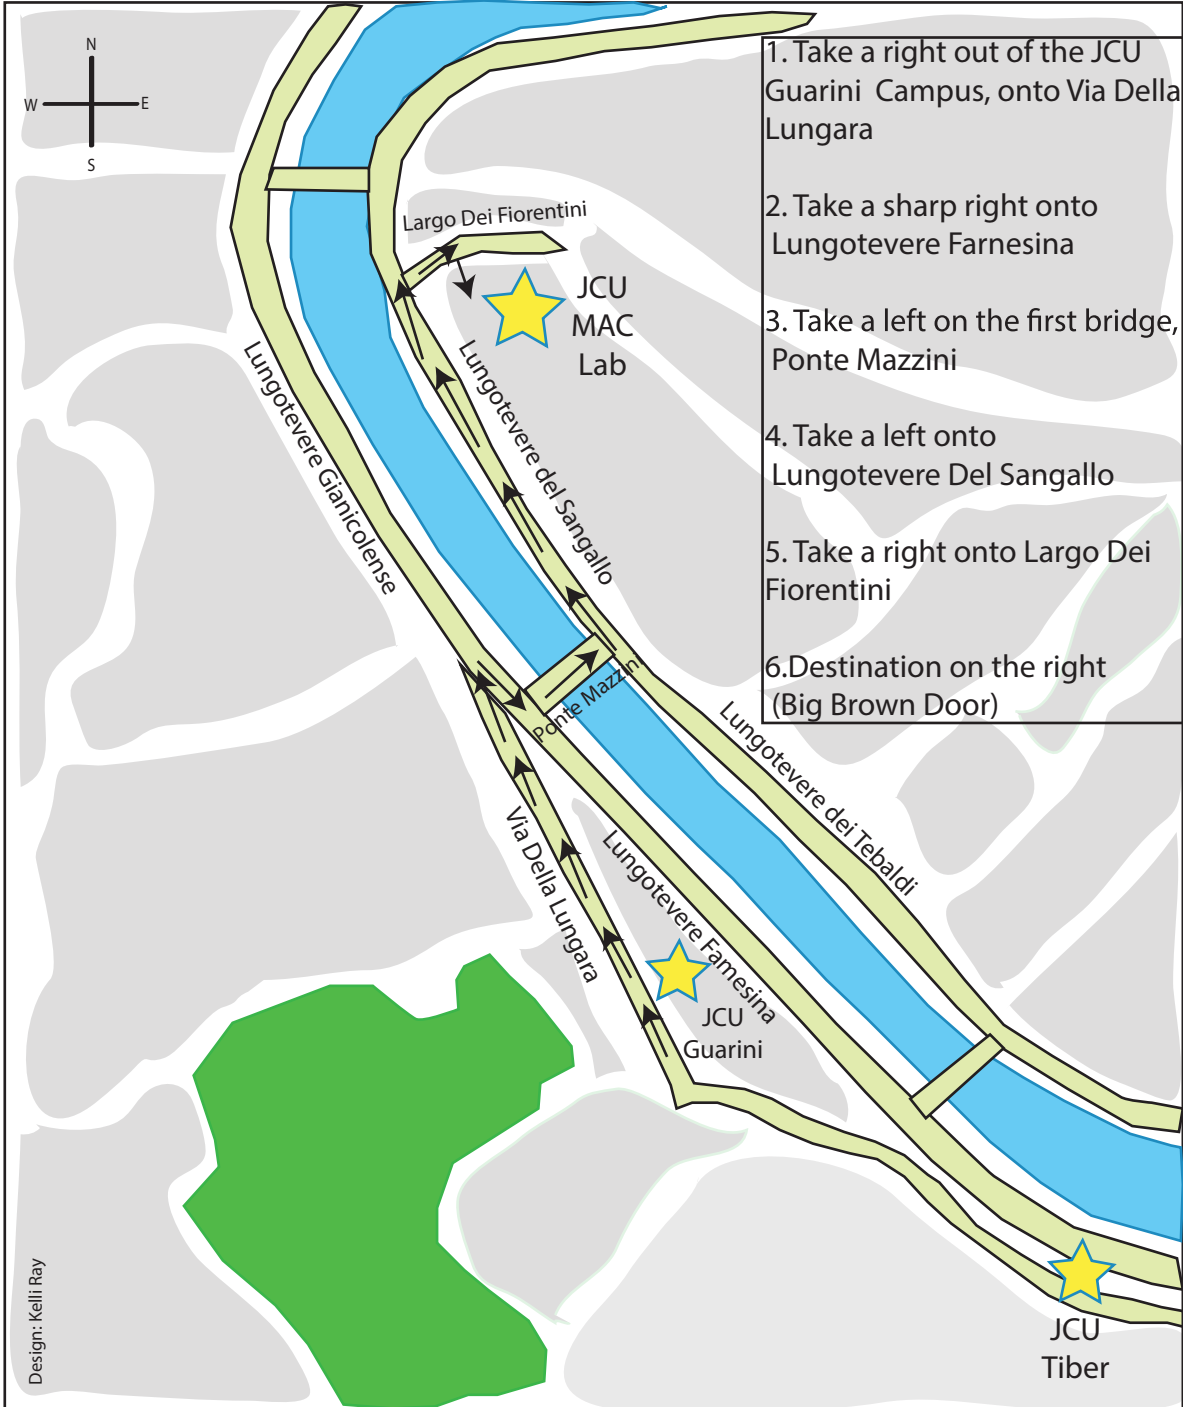 N
W
E
S
1. Take a right out of the JCU
Guarini Campus, onto Via Della
Lungara
2. Take a sharp right onto
Lungotevere Farnesina
3. Take a left on the first bridge,
Ponte Mazzini
4. Take a left onto
Lungotevere Del Sangallo
5. Take a right onto Largo Dei
Fiorentini
6.Destination on the right
(Big Brown Door)
Largo Dei Fiorentini
JCU
MAC
Lab
Lungotevere Gianicolense
Lungotevere del Sangallo
Ponte Mazzini
Lungotevere dei Tebaldi
Via Della Lungara
Lungotevere Famesina
JCU
Guarini
JCU
Tiber
Design: Kelli Ray